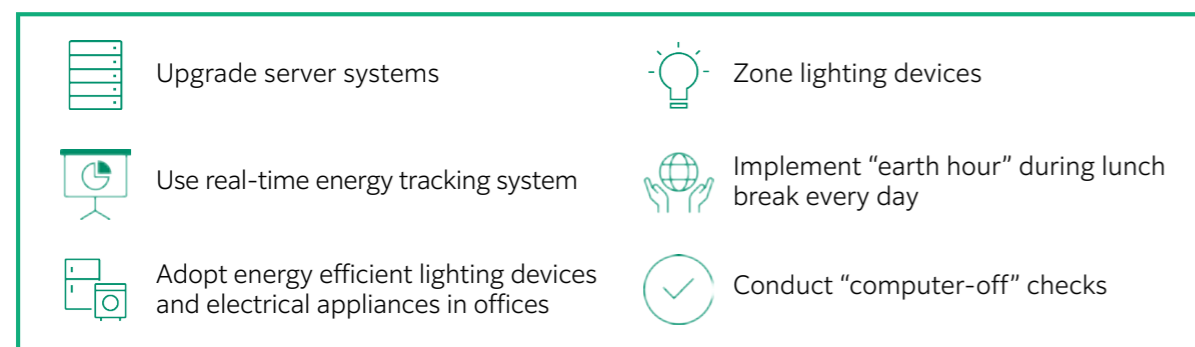 Upgrade server systems
Zone lighting devices
Use real-time energy tracking system
Implement “earth hour” during lunch
break every day
Adopt energy efficient lighting devices
and electrical appliances in offices
Conduct “computer-off” checks